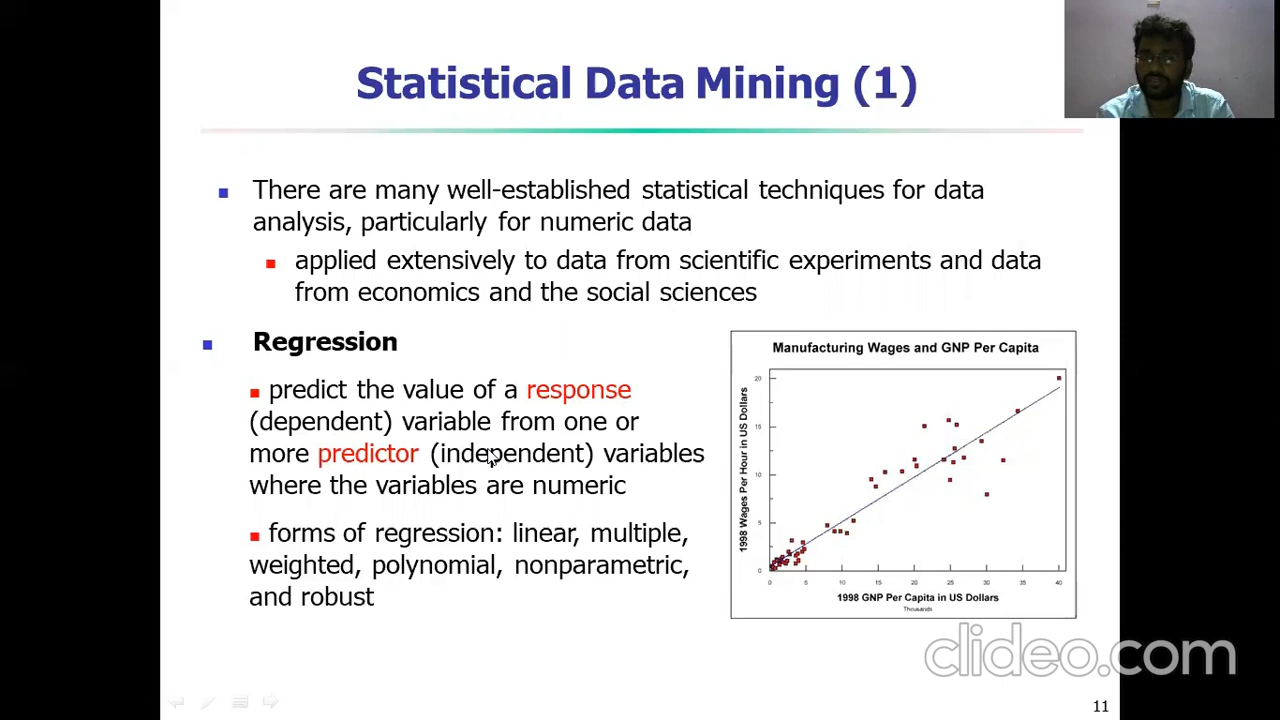 Statistical Data Mining (1)
There are many well-established statistical techniques for data
analysis, particularly for numeric data
applied extensively to data from scientific experiments and data
from economics and the social sciences
Regression
predict the value of a response
(dependent) variable from one or
more predictor (independent) variables
where the variables are numeric
forms of regression: linear, multiple,
weighted, polynomial, nonparametric,
and robust
Manufacturing Wages and GNP Per Capita
1998 Wages Per Hour in US Dollars
20
15
10
5
0
0 5 10 15 20 25 30 35 40
1998 GNP Per Capita in US Dollars
Thousands
clideo.com
11